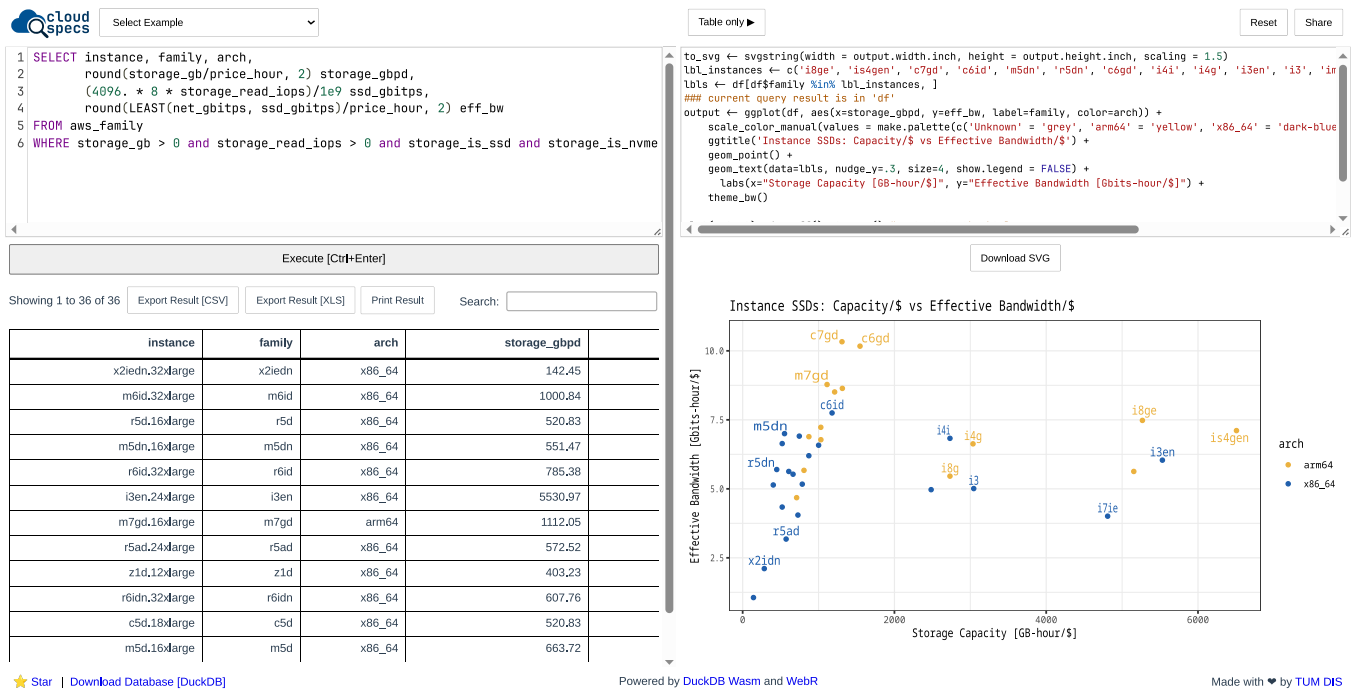 cloud specs
Select Example
Table only ▶
Reset
Share
1 SELECT instance, family, arch,
2 round(storage_gb/price_hour, 2) storage_gbpd,
3 (4096. * 8 * storage_read_iops)/1e9 ssd_gbitps,
4 round(LEAST(net_gbitps, ssd_gbitps)/price_hour, 2) eff_bw
5 FROM aws_family
6 WHERE storage_gb > 0 and storage_read_iops > 0 and storage_is_ssd and storage_is_nvme
to_svg <- svgstring(width = output.width.inch, height = output.height.inch, scaling = 1.5)
lbl_instances <- c('i8ge', 'is4gen', 'c7gd', 'c6id', 'm5dn', 'r5dn', 'c6gd', 'i4i', 'i4g', 'i3en', 'i3', 'im
lbls <- df[df$family %in% lbl_instances, ]
### current query result is in 'df'
output <- ggplot(df, aes(x=storage_gbpd, y=eff_bw, label=family, color=arch)) +
scale_color_manual(values = make.palette(c('Unknown' = 'grey', 'arm64' = 'yellow', 'x86_64' = 'dark-blue
ggtitle('Instance SSDs: Capacity/$ vs Effective Bandwidth/$') +
geom_point() +
geom_text(data=lbls, nudge_y=.3, size=4, show.legend = FALSE) +
labs(x="Storage Capacity [GB-hour/$]", y="Effective Bandwidth [Gbits-hour/$]") +
theme_bw()
Execute [Ctrl+Enter]
Showing 1 to 36 of 36
Export Result [CSV]
Export Result [XLS]
Print Result
Search:
instance family arch storage_gbpd
x2iedn.32xlarge x2iedn x86_64 142.45
m6id.32xlarge m6id x86_64 1000.84
r5d.16xlarge r5d x86_64 520.83
m5dn.16xlarge m5dn x86_64 551.47
r6id.32xlarge r6id x86_64 785.38
i3en.24xlarge i3en x86_64 5530.97
m7gd.16xlarge m7gd arm64 1112.05
r5ad.24xlarge r5ad x86_64 572.52
z1d.12xlarge z1d x86_64 403.23
r6idn.32xlarge r6idn x86_64 607.76
c5d.18xlarge c5d x86_64 520.83
m5d.16xlarge m5d x86_64 663.72
Download SVG
Instance SSDs: Capacity/$ vs Effective Bandwidth/$
Effective Bandwidth [Gbits-hour/$]
10.0
7.5
5.0
2.5
c7gd
c6gd
m7gd
c6id
m5dn
r5dn
r5ad
x2idn
i4i
i4g
i8g
i3
i8ge
is4gen
i3en
i7ie
0
2000
4000
6000
Storage Capacity [GB-hour/$]
arch
arm64
x86_64
Star | Download Database [DuckDB]
Powered by DuckDB Wasm and WebR
Made with ❤ by TUM DIS